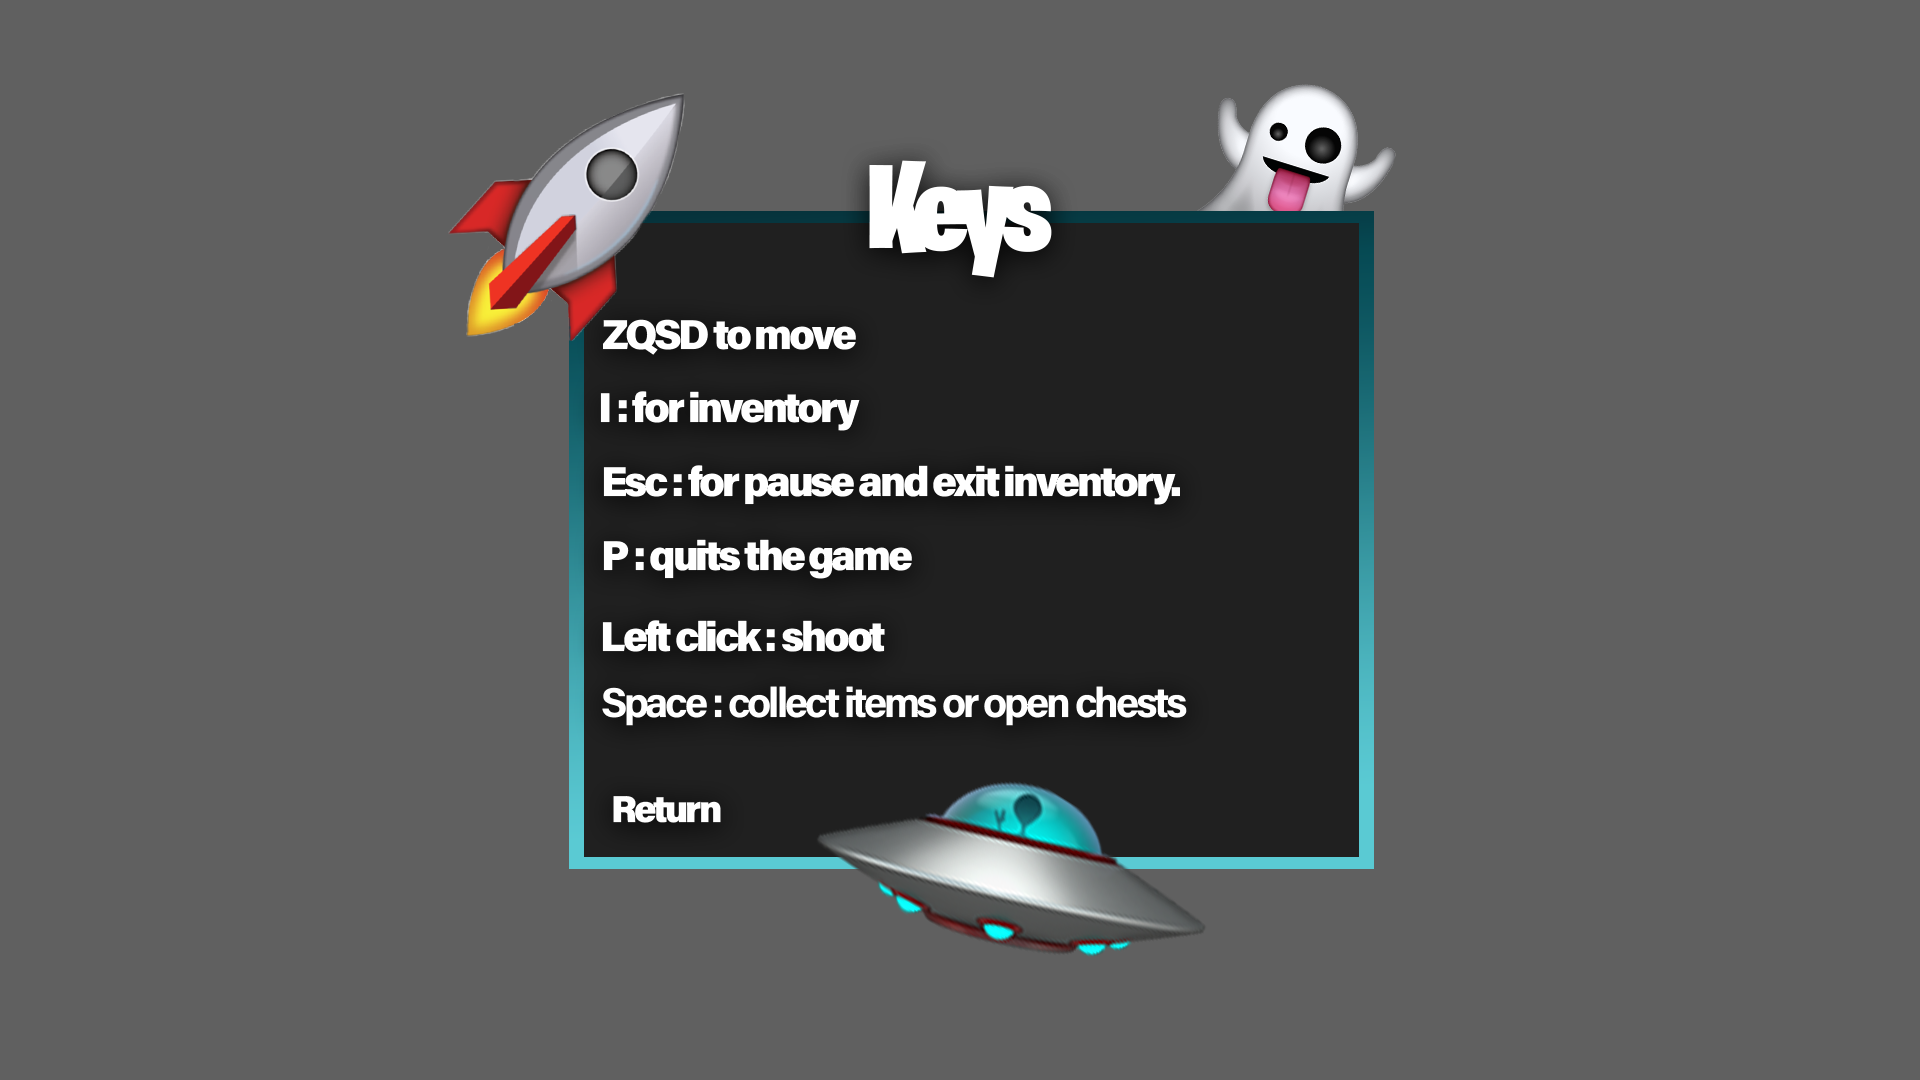 Keys
ZQSD to move
I : for inventory
Esc : for pause and exit inventory.
P : quits the game
Left click : shoot
Space : collect items or open chests
Return